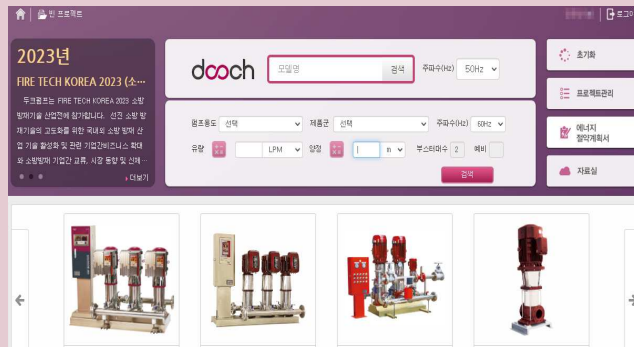 빈 프로젝트
로그아
2023년
FIRE TECH KOREA 2023 (소…
두크펌프는 FIRE TECH KOREA 2023 소방
방재기술 산업전에 참가합니다. 선진 소방 방
재기술의 고도화를 위한 국내외 소방 방재 산
업 기술 활성화 및 관련 기업간비즈니스 확대
와 소방방재 기업간 교류, 시장 동향 및 신제…
더보기
dooch
모델명
검색
주파수(Hz)
50Hz
펌프용도
선택
제품군
선택
주파수(Hz)
60Hz
유량
LPM
양정
m
부스터대수
2
예비
검색
초기화
프로젝트관리
에너지
절약계획서
자료실